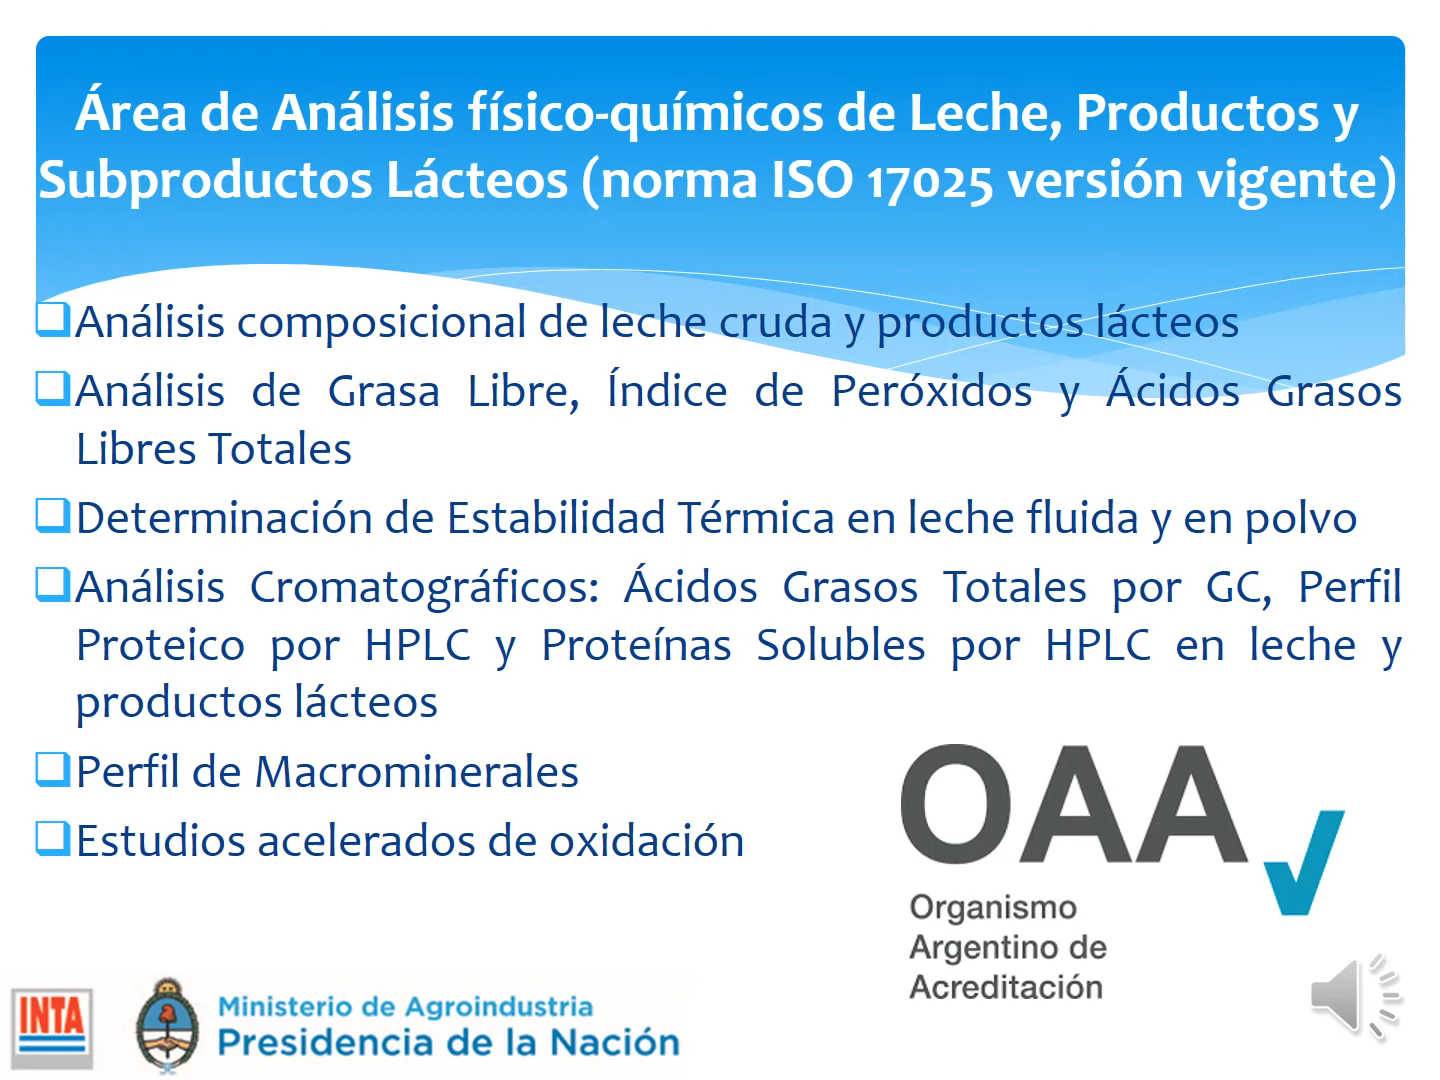 Área de Análisis físico-químicos de Leche, Productos y
Subproductos Lácteos (norma ISO 17025 versión vigente)
Análisis composicional de leche cruda y productos lácteos
Análisis de Grasa Libre, Índice de Peróxidos y Ácidos Grasos
Libres Totales
Determinación de Estabilidad Térmica en leche fluida y en polvo
Análisis Cromatográficos: Ácidos Grasos Totales por GC, Perfil
Proteico por HPLC y Proteínas Solubles por HPLC en leche y
productos lácteos
Perfil de Macrominerales
Estudios acelerados de oxidación
OAA
Organismo
Argentino de
Acreditación
INTA
Ministerio de Agroindustria
Presidencia de la Nación